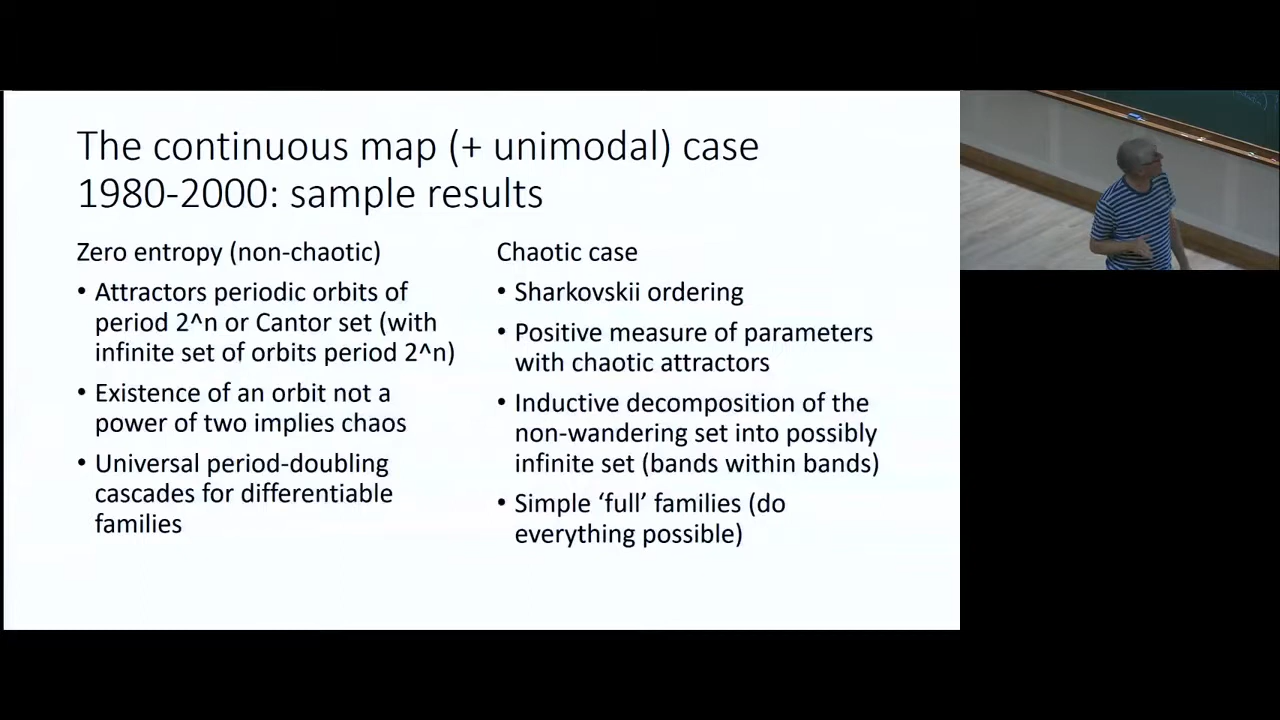 The continuous map (+ unimodal) case
1980-2000: sample results
Zero entropy (non-chaotic)
• Attractors periodic orbits of
period 2^n or Cantor set (with
infinite set of orbits period 2^n)
• Existence of an orbit not a
power of two implies chaos
• Universal period-doubling
cascades for differentiable
families
Chaotic case
• Sharkovskii ordering
• Positive measure of parameters
with chaotic attractors
• Inductive decomposition of the
non-wandering set into possibly
infinite set (bands within bands)
• Simple ‘full’ families (do
everything possible)